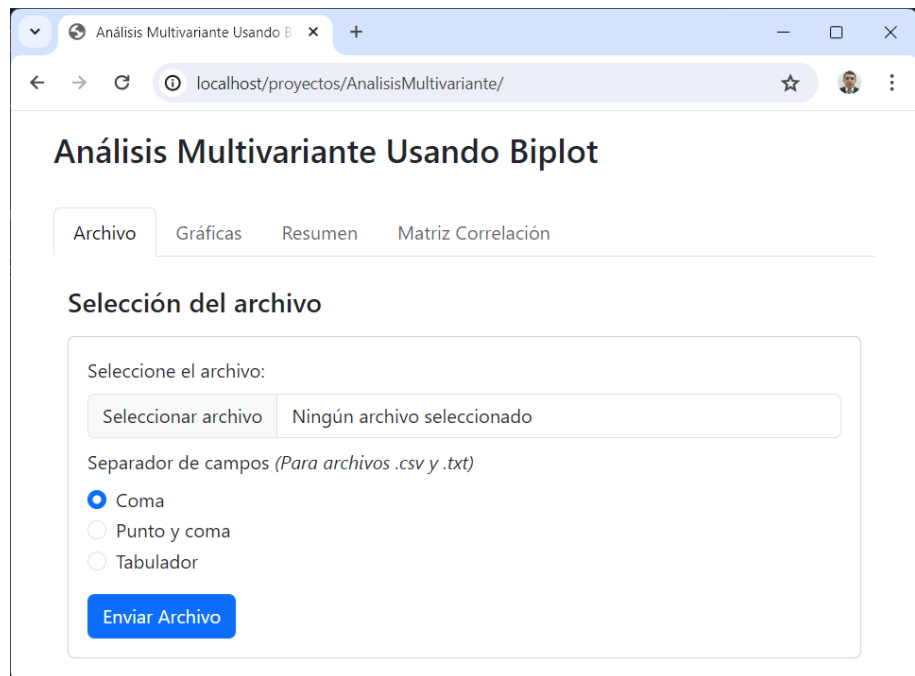 Análisis Multivariante Usando B
localhost/proyectos/AnalisisMultivariante/
Análisis Multivariante Usando Biplot
Archivo Gráficas Resumen Matriz Correlación
Selección del archivo
Seleccione el archivo:
Seleccionar archivo Ningún archivo seleccionado
Separador de campos (Para archivos .csv y .txt)
Coma
Punto y coma
Tabulador
Enviar Archivo